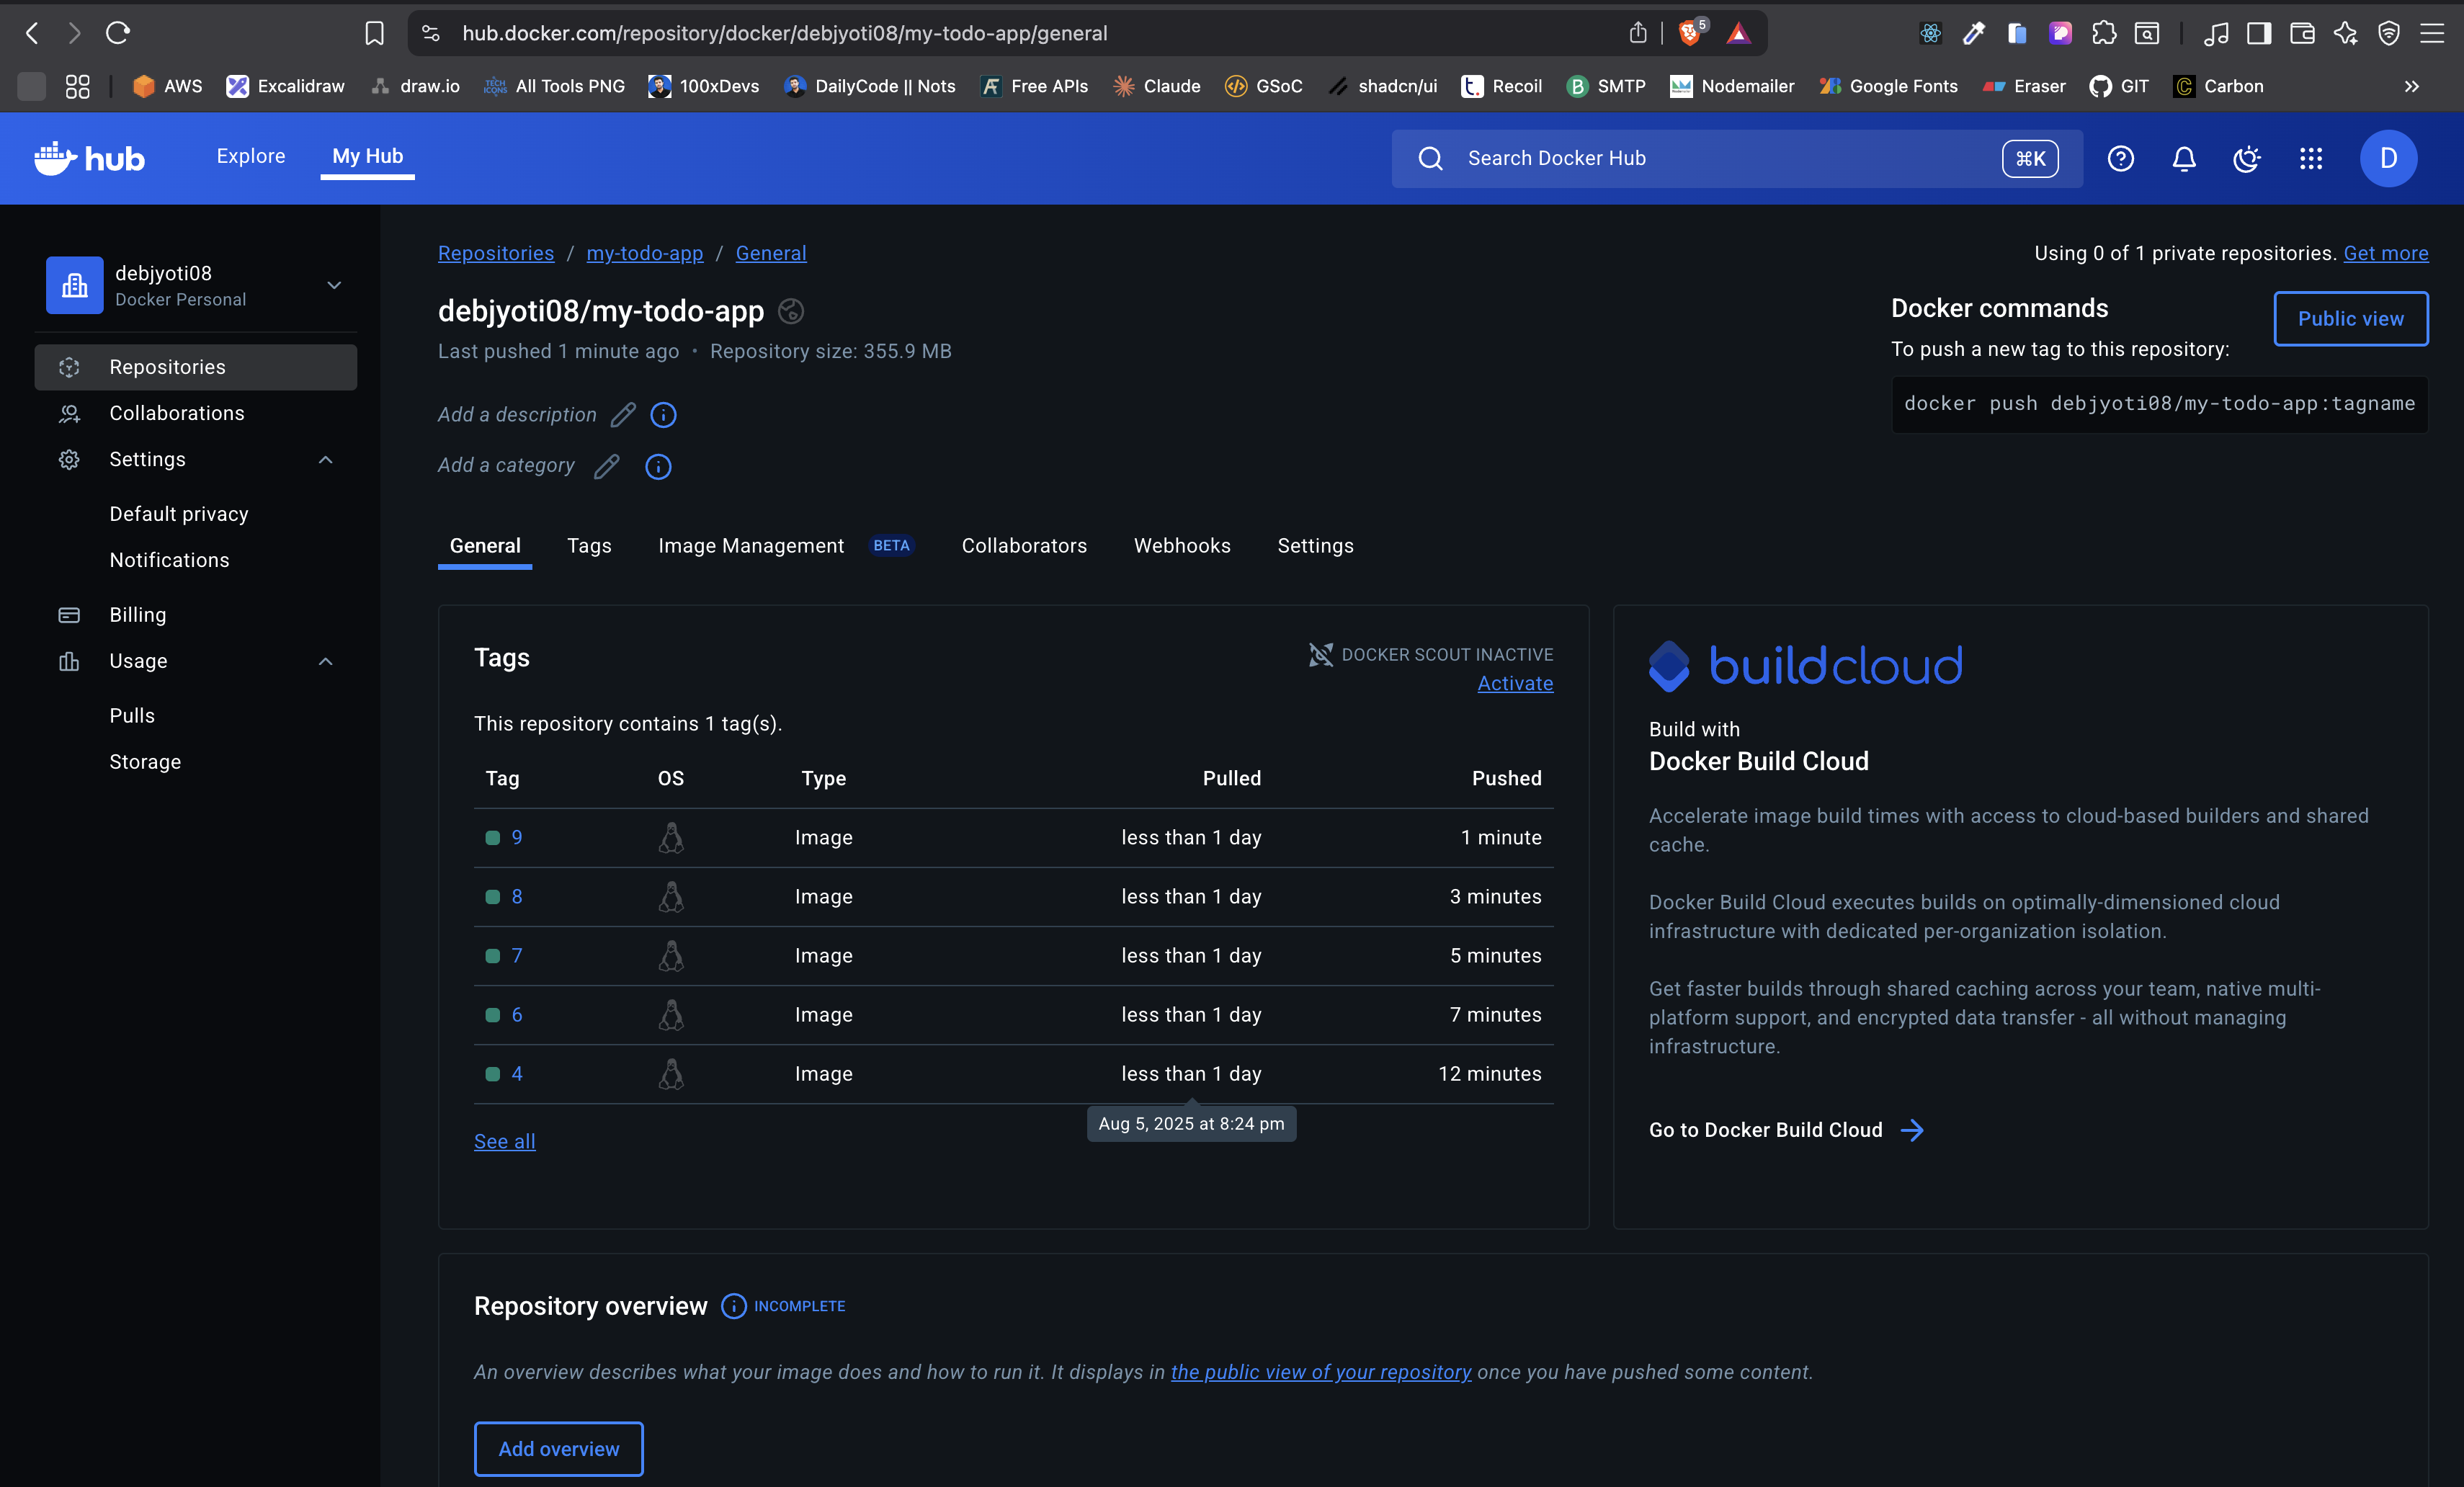 hub.docker.com/repository/docker/debjyoti08/my-todo-app/general
5
AWS
Excalidraw
draw.io
TECH ICONS
All Tools PNG
100xDevs
DailyCode || Nots
Free APIs
Claude
GSoC
shadcn/ui
Recoil
SMTP
Nodemailer
Google Fonts
Eraser
GIT
Carbon
hub
Explore
My Hub
Search Docker Hub
⌘K
D
debjyoti08
Docker Personal
Repositories
Collaborations
Settings
Default privacy
Notifications
Billing
Usage
Pulls
Storage
Repositories / my-todo-app / General
Using 0 of 1 private repositories. Get more
debjyoti08/my-todo-app
Last pushed 1 minute ago • Repository size: 355.9 MB
Add a description
Add a category
Docker commands
Public view
To push a new tag to this repository:
docker push debjyoti08/my-todo-app:tagname
General
Tags
Image Management BETA
Collaborators
Webhooks
Settings
Tags
DOCKER SCOUT INACTIVE
Activate
This repository contains 1 tag(s).
Tag OS Type Pulled Pushed
9 Image less than 1 day 1 minute
8 Image less than 1 day 3 minutes
7 Image less than 1 day 5 minutes
6 Image less than 1 day 7 minutes
4 Image less than 1 day 12 minutes
Aug 5, 2025 at 8:24 pm
See all
buildcloud
Build with
Docker Build Cloud
Accelerate image build times with access to cloud-based builders and shared
cache.
Docker Build Cloud executes builds on optimally-dimensioned cloud
infrastructure with dedicated per-organization isolation.
Get faster builds through shared caching across your team, native multi-
platform support, and encrypted data transfer - all without managing
infrastructure.
Go to Docker Build Cloud
Repository overview
INCOMPLETE
An overview describes what your image does and how to run it. It displays in the public view of your repository once you have pushed some content.
Add overview